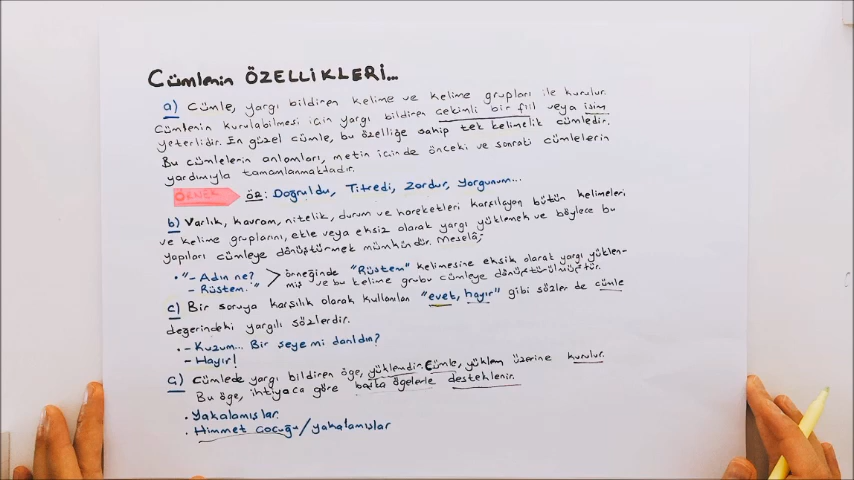 Cümlenin ÖZELLİKLERİ...
a) Cümle, yargı bildiren kelime ve kelime grupları ile kurulur.
Cümlenin kurulabilmesi için yargı bildiren çekimli bir fiil veya isim
yeterlidir. En güzel cümle, bu özelliğe sahip tek kelimelik cümledir.
Bu cümlelerin anlamları, metin içinde önceki ve sonraki cümlelerin
yardımıyla tamamlanmaktadır.
ÖRNEK ÖR: Doğruldu, Titredi, Zordur, Yorgunum...
b) Varlık, kavram, nitelik, durum ve hareketleri karşılayan bütün kelimeleri
ve kelime gruplarını, ekle veya eksiz olarak yargı yüklemek ve böylece bu
yapıları cümleye dönüştürmek mümkündür. Meselâ;
• "- Adın ne?
- Rüstem." > örneğinde "Rüstem" kelimesine eksik olarak yargı yüklen-
miş ve bu kelime grubu cümleye dönüştürülmüştür.
c) Bir soruya karşılık olarak kullanılan "evet, hayır" gibi sözler de cümle
değerindeki yargılı sözlerdir.
• - Kuzum... Bir şeye mi darıldın?
- Hayır!
ç) Cümlede yargı bildiren öge, yüklemdir. Cümle, yüklem üzerine kurulur.
Bu öge, ihtiyaca göre başka ögelerle desteklenir.
• Yakalamışlar.
• Himmet çocuğu/yakalamışlar